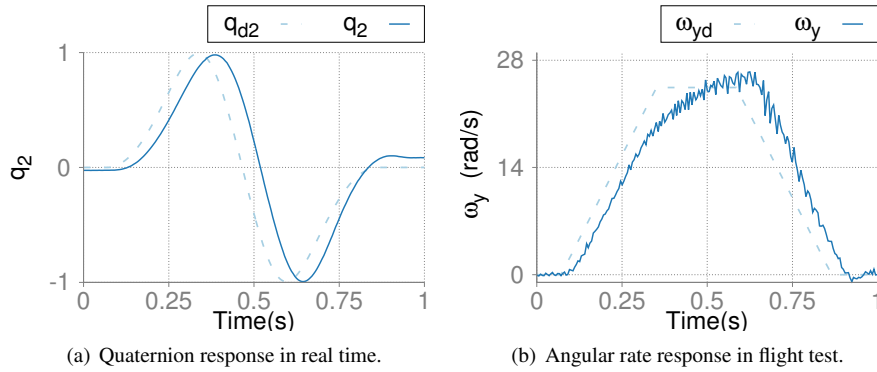 q_d2 q_2
1
0
-1
q_2
0 0.25 0.5 0.75 1
Time(s)
(a) Quaternion response in real time.
ω_yd ω_y
28
14
0
ω_y (rad/s)
0 0.25 0.5 0.75 1
Time(s)
(b) Angular rate response in flight test.